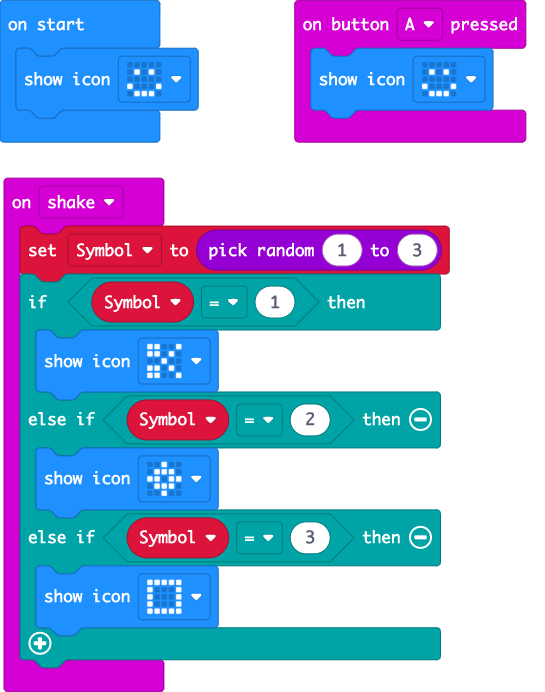 on start
show icon
on button A pressed
show icon
on shake
set Symbol to pick random 1 to 3
if Symbol = 1 then
show icon
else if Symbol = 2 then
show icon
else if Symbol = 3 then
show icon